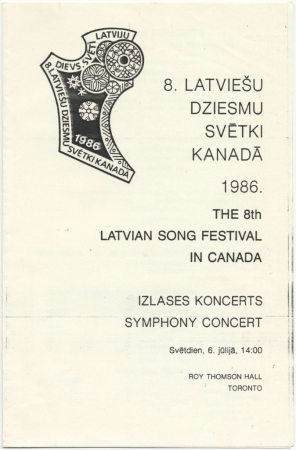 DIEVS, SVĒTĪ LATVIJU
8. LATVIEŠU DZIESMU
SVĒTKI KANADĀ
1986
8. LATVIEŠU
DZIESMU
SVĒTKI
KANADĀ
1986.
THE 8th
LATVIAN SONG FESTIVAL
IN CANADA
IZLASES KONCERTS
SYMPHONY CONCERT
Svētdien, 6. jūlijā, 14:00
ROY THOMSON HALL
TORONTO